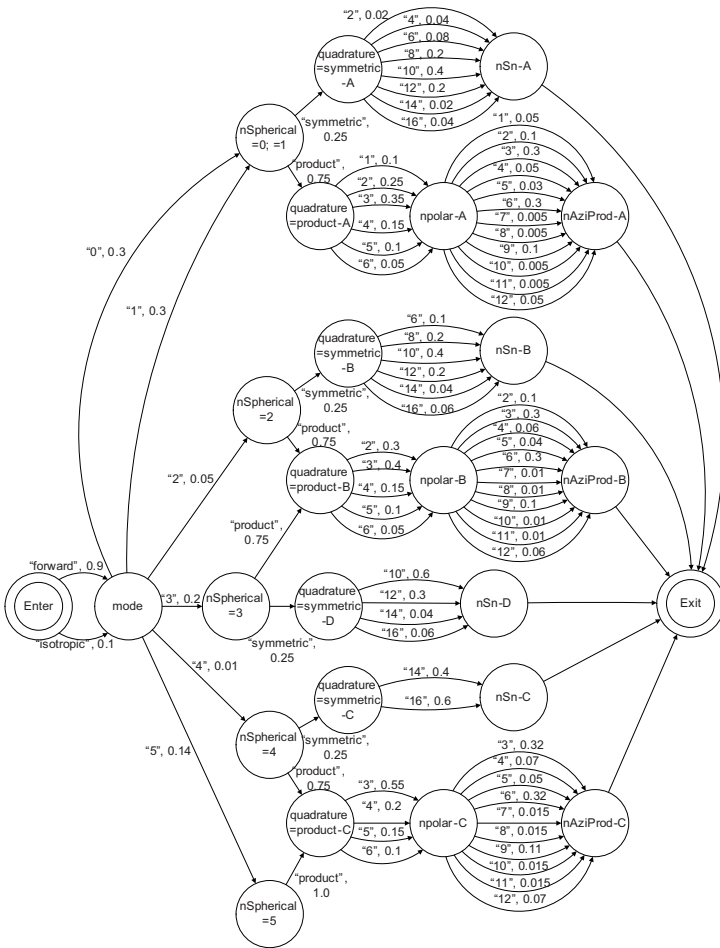 “2”, 0.02
“4”, 0.04
“6”, 0.08
“8”, 0.2
“10”, 0.4
“12”, 0.2
“14”, 0.02
“16”, 0.04
quadrature
=symmetric
-A
nSn-A
nSpherical
=0; =1
“symmetric”,
0.25
“product”,
0.75
“1”, 0.1
“2”, 0.25
“3”, 0.35
“4”, 0.15
“5”, 0.1
“6”, 0.05
quadrature
=product-A
npolar-A
“1”, 0.05
“2”, 0.1
“3”, 0.3
“4”, 0.05
“5”, 0.03
“6”, 0.3
“7”, 0.005
“8”, 0.005
“9”, 0.1
“10”, 0.005
“11”, 0.005
“12”, 0.05
nAziProd-A
“0”, 0.3
“1”, 0.3
“6”, 0.1
“8”, 0.2
“10”, 0.4
“12”, 0.2
“14”, 0.04
“16”, 0.06
quadrature
=symmetric
-B
nSn-B
nSpherical
=2
“symmetric”,
0.25
“product”,
0.75
“2”, 0.05
“2”, 0.3
“3”, 0.4
“4”, 0.15
“5”, 0.1
“6”, 0.05
quadrature
=product-B
npolar-B
“2”, 0.1
“3”, 0.3
“4”, 0.06
“5”, 0.04
“6”, 0.3
“7”, 0.01
“8”, 0.01
“9”, 0.1
“10”, 0.01
“11”, 0.01
“12”, 0.06
nAziProd-B
“product”,
0.75
“forward”, 0.9
Enter
“isotropic”, 0.1
mode
“3”, 0.2
nSpherical
=3
“symmetric”,
0.25
quadrature
=symmetric-
D
“10”, 0.6
“12”, 0.3
“14”, 0.04
“16”, 0.06
nSn-D
Exit
“4”, 0.01
“5”, 0.14
quadrature
=symmetric
-C
“14”, 0.4
“16”, 0.6
nSn-C
nSpherical
=4
“symmetric”,
0.25
“product”,
0.75
“3”, 0.55
“4”, 0.2
“5”, 0.15
“6”, 0.1
quadrature
=product-C
npolar-C
“3”, 0.32
“4”, 0.07
“5”, 0.05
“6”, 0.32
“7”, 0.015
“8”, 0.015
“9”, 0.11
“10”, 0.015
“11”, 0.015
“12”, 0.07
nAziProd-C
“product”,
1.0
nSpherical
=5